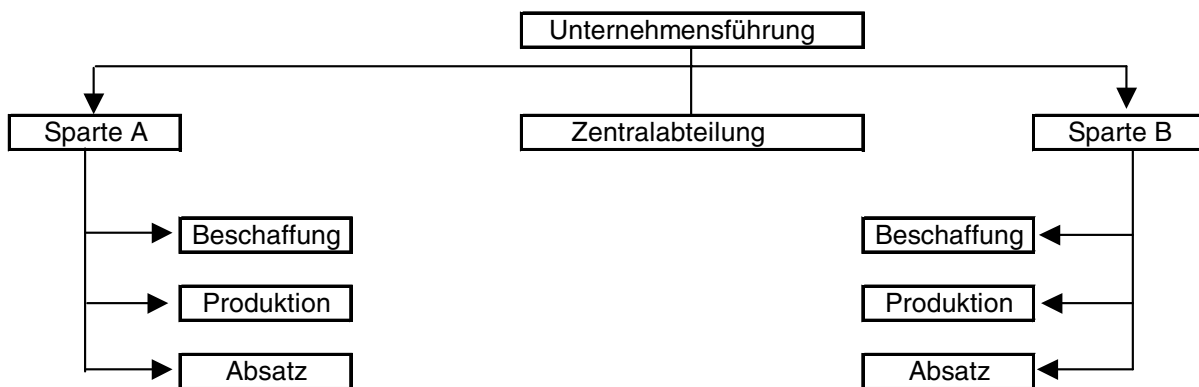 Unternehmensführung
Sparte A
Zentralabteilung
Sparte B
Beschaffung
Beschaffung
Produktion
Produktion
Absatz
Absatz